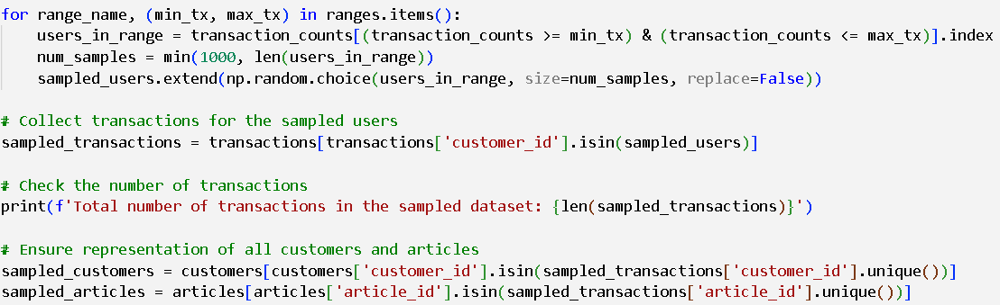 for range_name, (min_tx, max_tx) in ranges.items():
    users_in_range = transaction_counts[(transaction_counts >= min_tx) & (transaction_counts <= max_tx)].index
    num_samples = min(1000, len(users_in_range))
    sampled_users.extend(np.random.choice(users_in_range, size=num_samples, replace=False))

# Collect transactions for the sampled users
sampled_transactions = transactions[transactions['customer_id'].isin(sampled_users)]

# Check the number of transactions
print(f'Total number of transactions in the sampled dataset: {len(sampled_transactions)}')

# Ensure representation of all customers and articles
sampled_customers = customers[customers['customer_id'].isin(sampled_transactions['customer_id'].unique())]
sampled_articles = articles[articles['article_id'].isin(sampled_transactions['article_id'].unique())]